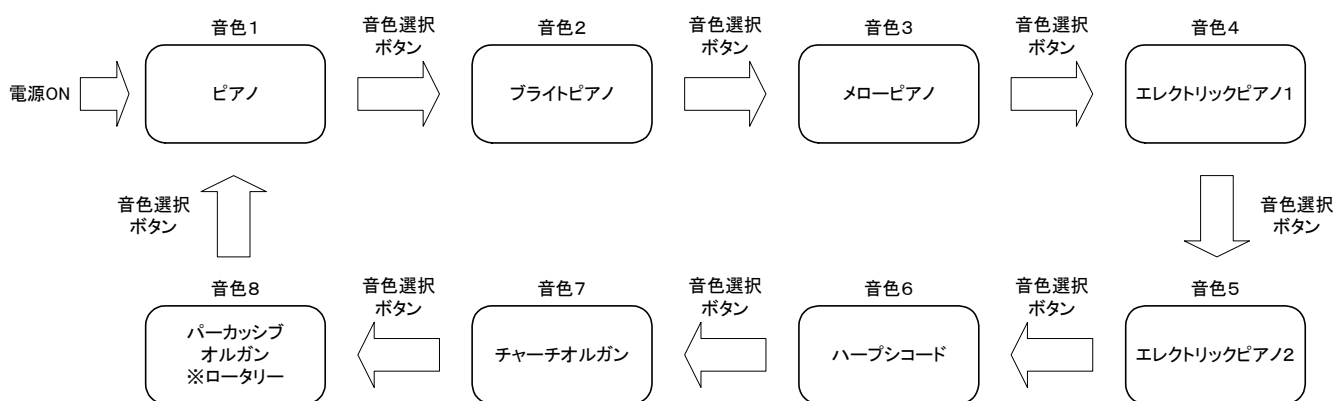 音色1
音色選択
ボタン
音色2
音色選択
ボタン
音色3
音色選択
ボタン
音色4
電源ON
ピアノ
ブライトピアノ
メローピアノ
エレクトリックピアノ1
音色選択
ボタン
音色選択
ボタン
音色8
音色選択
ボタン
音色7
音色選択
ボタン
音色6
音色選択
ボタン
音色5
パーカッシブ
オルガン
※ロータリー
チャーチオルガン
ハープシコード
エレクトリックピアノ2